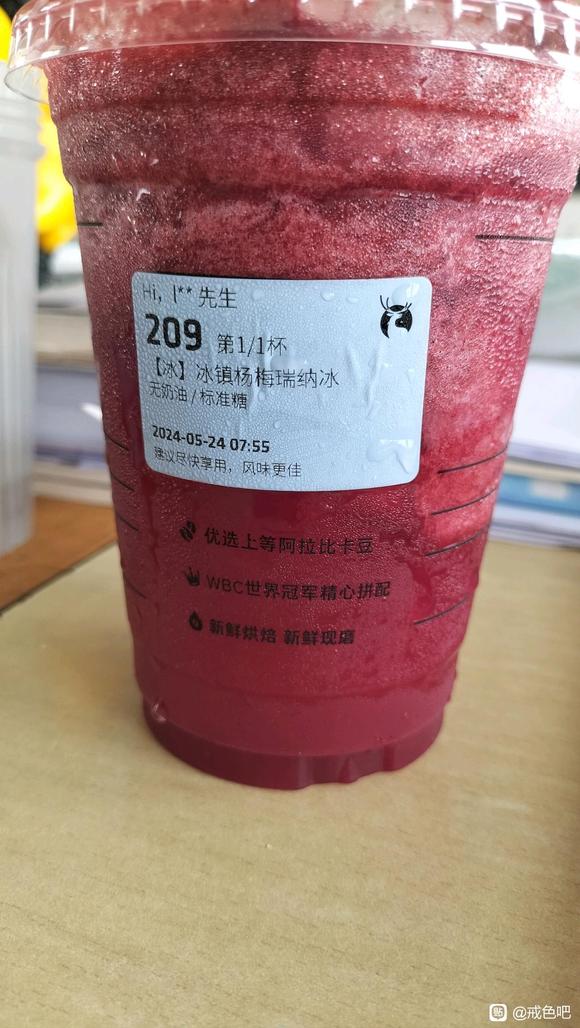 Hi, l** 先生
209 第1/1杯
【冰】冰镇杨梅瑞纳冰
无奶油/标准糖
2024-05-24 07:55
建议尽快享用，风味更佳
优选上等阿拉比卡豆
WBC世界冠军精心拼配
新鲜烘焙 新鲜现磨
贴 @戒色吧